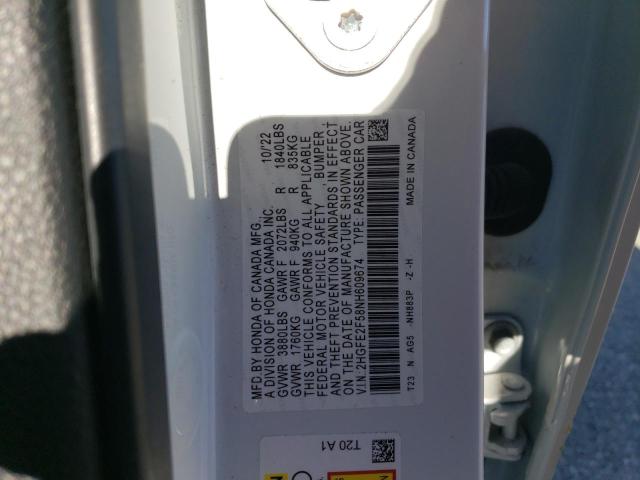 MFD.BY HONDA OF CANADA MFG. 10/'22
A DIVISION OF HONDA CANADA INC.
GVWR 3880LBS GAWR F 2072LBS R 1840LBS
GVWR 1760KG GAWR F 940KG R 835KG
THIS VEHICLE CONFORMS TO ALL APPLICABLE
FEDERAL MOTOR VEHICLE SAFETY BUMPER
AND THEFT PREVENTION STANDARDS IN EFFECT
ON THE DATE OF MANUFACTURE SHOWN ABOVE.
V.I.N. 2HGFE2F58NH609674 TYPE: PASSENGER CAR
T23 N AG5 -NH883P -Z -H MADE IN CANADA
T20 A1